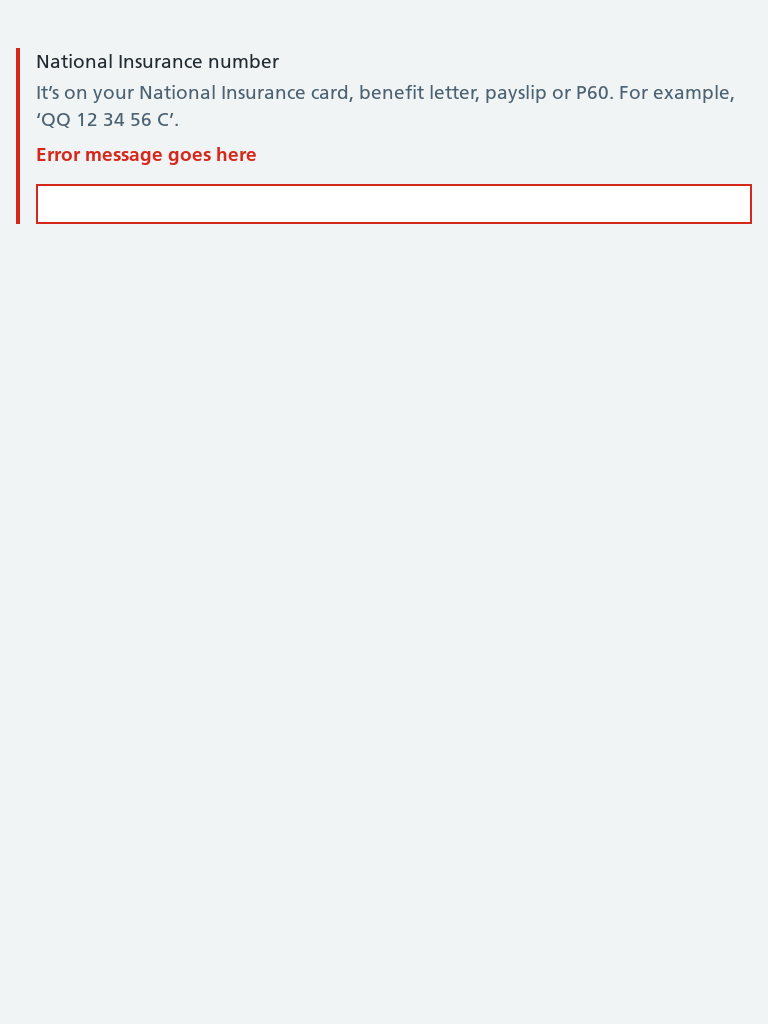 National Insurance number
It’s on your National Insurance card, benefit letter, payslip or P60. For example,
‘QQ 12 34 56 C’.
Error message goes here